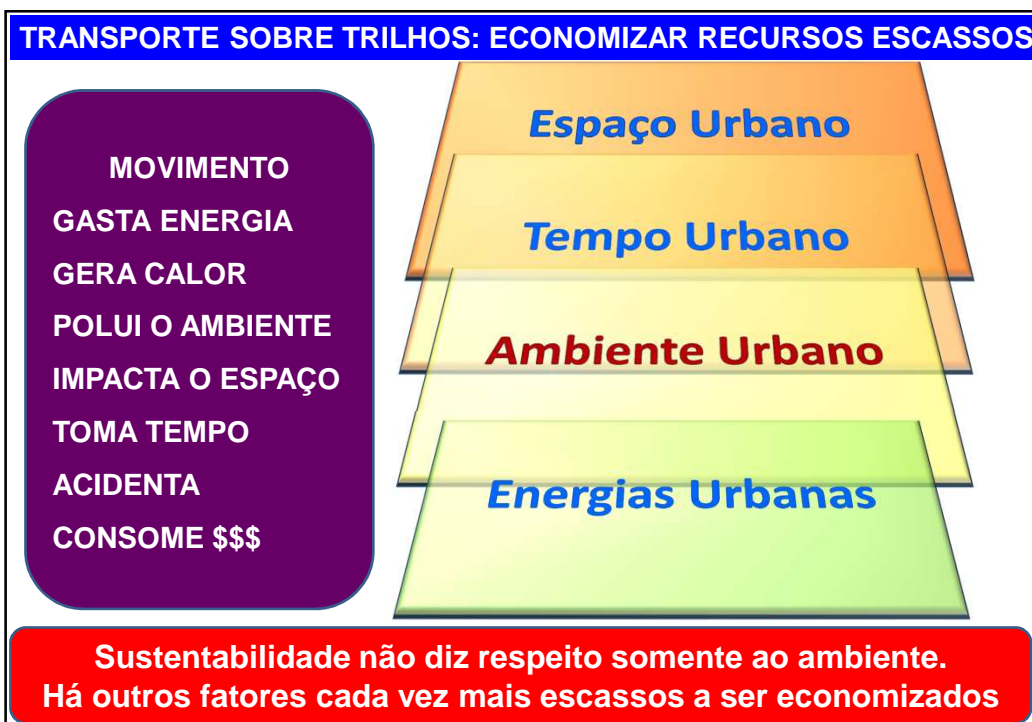 TRANSPORTE SOBRE TRILHOS: ECONOMIZAR RECURSOS ESCASSOS
MOVIMENTO
GASTA ENERGIA
GERA CALOR
POLUI O AMBIENTE
IMPACTA O ESPAÇO
TOMA TEMPO
ACIDENTA
CONSOME $$$
Espaço Urbano
Tempo Urbano
Ambiente Urbano
Energias Urbanas
Sustentabilidade não diz respeito somente ao ambiente.
Há outros fatores cada vez mais escassos a ser economizados